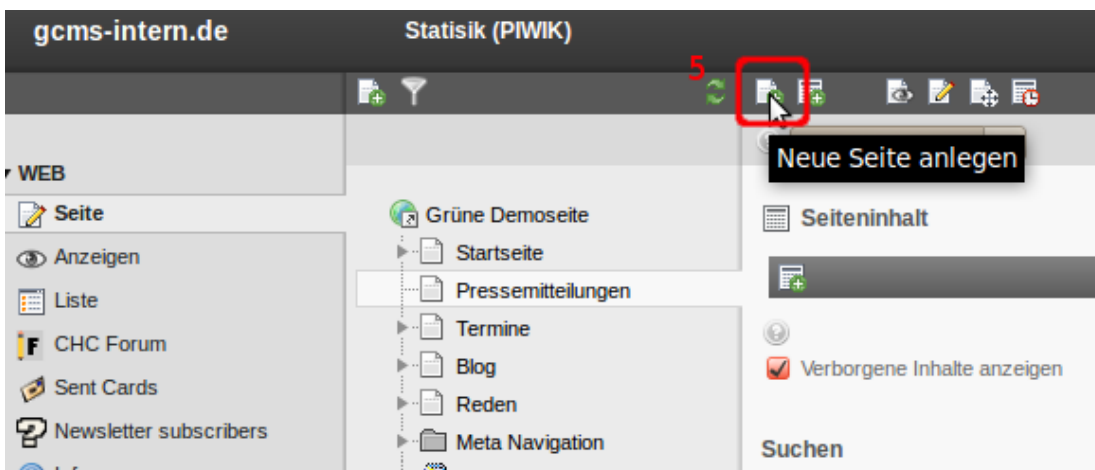 gcms-intern.de
Statisik (PIWIK)
5
Neue Seite anlegen
WEB
Seite
Anzeigen
Liste
CHC Forum
Sent Cards
Newsletter subscribers
Grüne Demoseite
Startseite
Pressemitteilungen
Termine
Blog
Reden
Meta Navigation
Seiteninhalt
Verborgene Inhalte anzeigen
Suchen